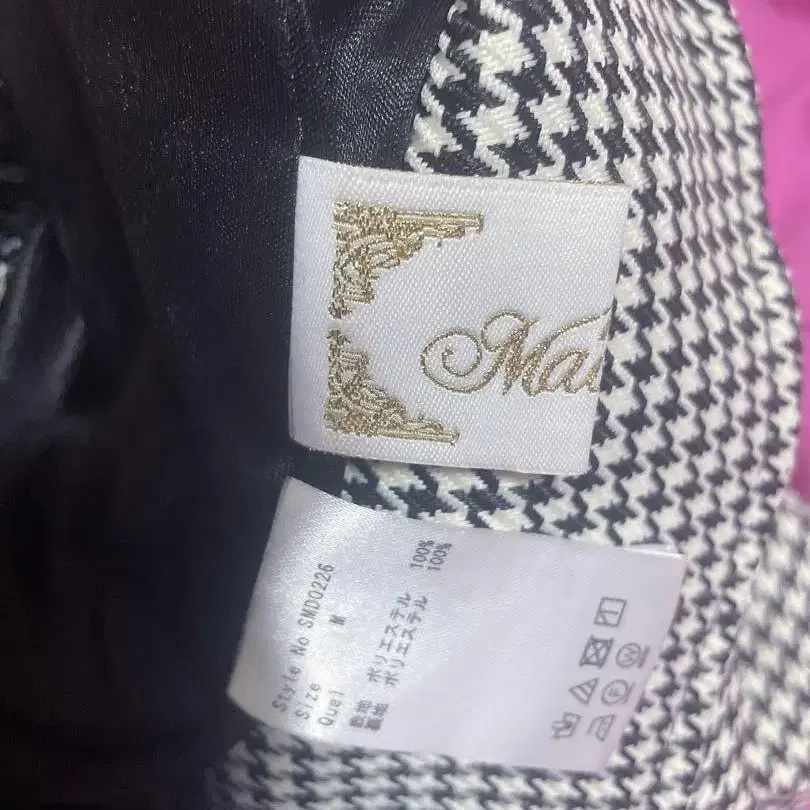 Mal
Style No SMD0226
Size M
Qual
表地 ポリエステル 100%
裏地 ポリエステル 100%